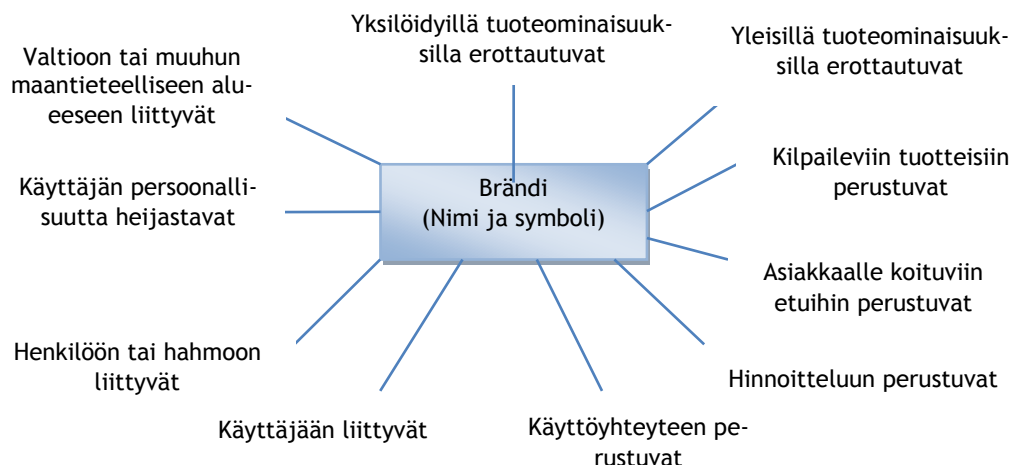 Yksilöidyillä tuoteominaisuuk-
silla erottautuvat
Yleisillä tuoteominaisuuk-
silla erottautuvat
Valtioon tai muuhun
maantieteelliseen alu-
eeseen liittyvät
Kilpaileviin tuotteisiin
perustuvat
Käyttäjän persoonalli-
suutta heijastavat
Brändi
(Nimi ja symboli)
Asiakkaalle koituviin
etuihin perustuvat
Henkilöön tai hahmoon
liittyvät
Hinnoitteluun perustuvat
Käyttäjään liittyvät
Käyttöyhteyteen pe-
rustuvat